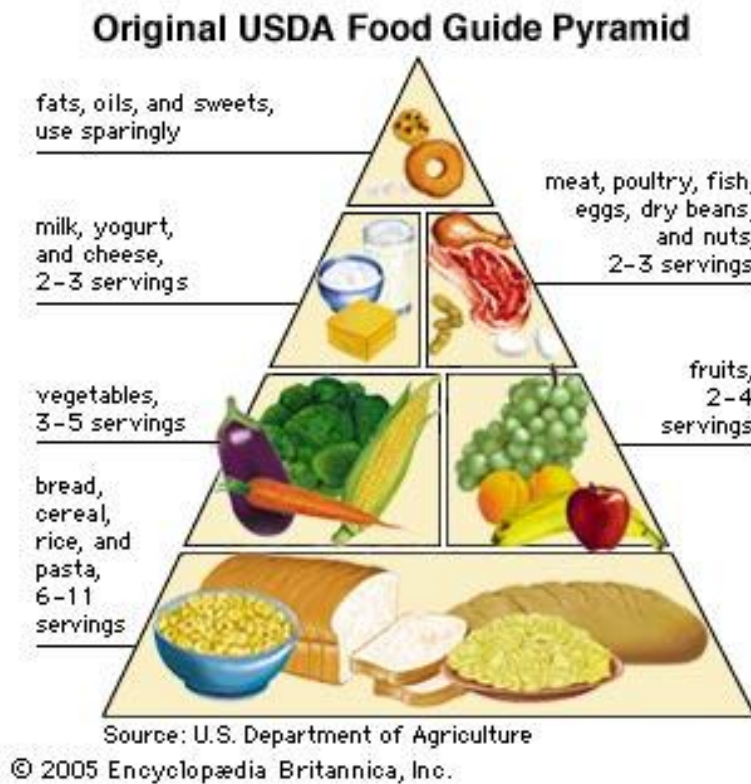 Original USDA Food Guide Pyramid
fats, oils, and sweets,
use sparingly
meat, poultry, fish,
eggs, dry beans,
and nuts,
2–3 servings
milk, yogurt,
and cheese,
2–3 servings
vegetables,
3–5 servings
fruits,
2–4
servings
bread,
cereal,
rice, and
pasta,
6–11
servings
Source: U.S. Department of Agriculture
© 2005 Encyclopædia Britannica, Inc.